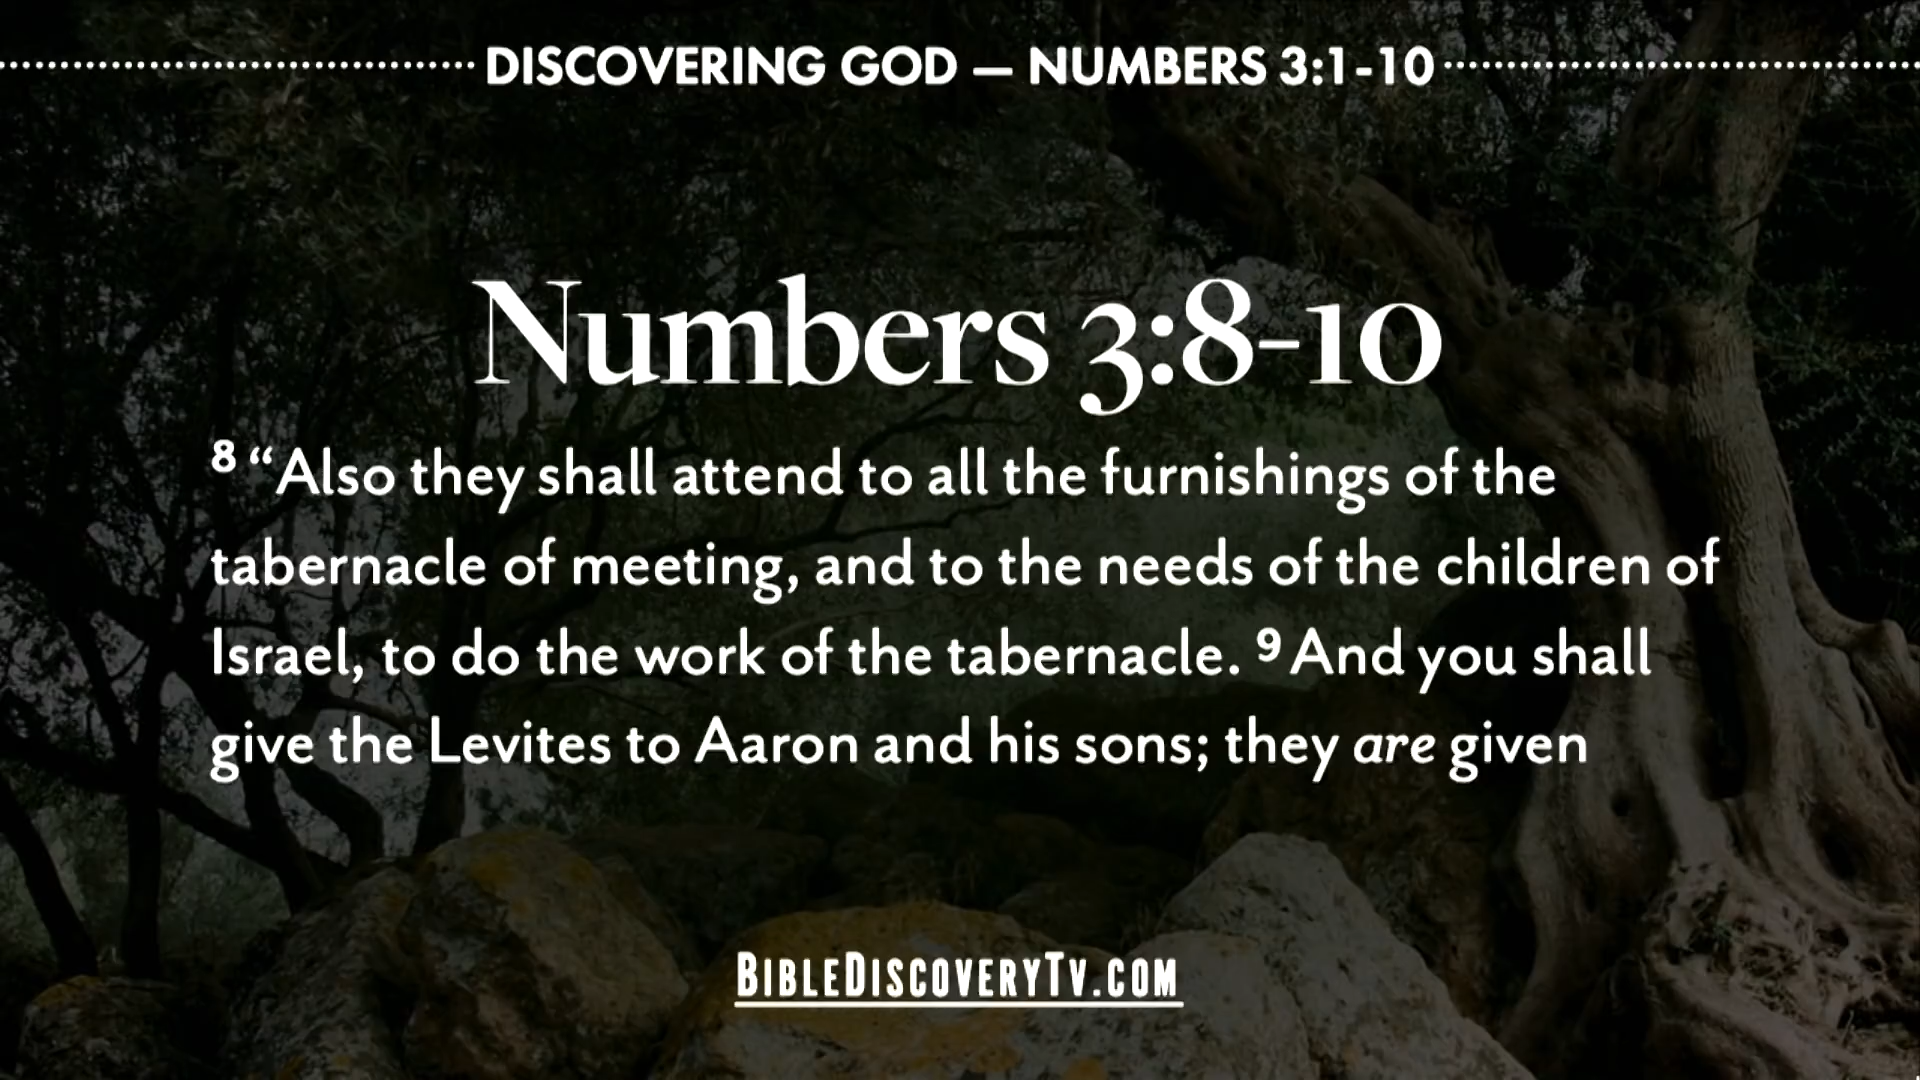 DISCOVERING GOD — NUMBERS 3:1-10
Numbers 3:8-10
8 “Also they shall attend to all the furnishings of the
tabernacle of meeting, and to the needs of the children of
Israel, to do the work of the tabernacle. 9 And you shall
give the Levites to Aaron and his sons; they are given
BIBLEDISCOVERYTV.COM